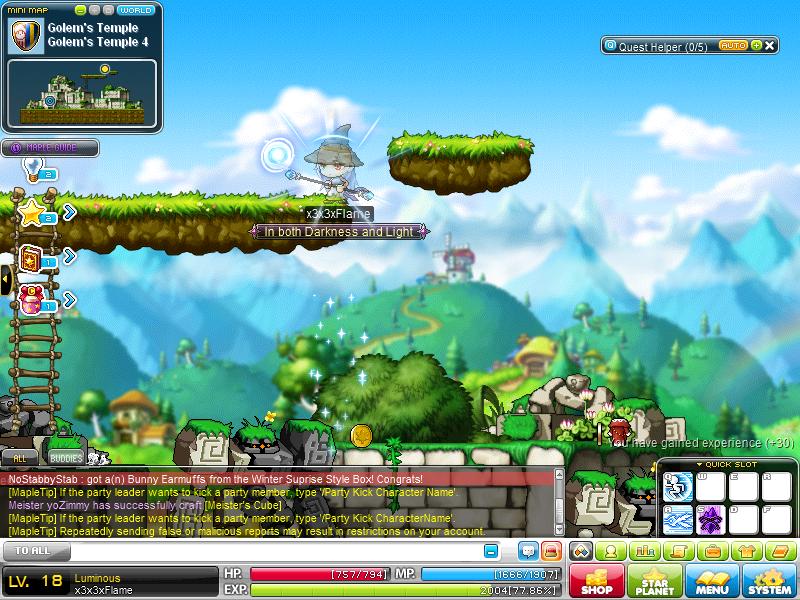 MINI MAP WORLD
Golem's Temple
Golem's Temple 4
Quest Helper (0/5) AUTO
MAPLE GUIDE
2
2
1
1
x3x3xFlame
In both Darkness and Light
You have gained experience (+30)
ALL BUDDIES
QUICK SLOT
NoStabbyStab : got a(n) Bunny Earmuffs from the Winter Suprise Style Box! Congrats!
[MapleTip] If the party leader wants to kick a party member, type '/Party Kick Character Name'.
Meister yoZimmy has successfully craft [Meister's Cube]
[MapleTip] If the party leader wants to kick a party member, type '/Party Kick CharacterName'.
[MapleTip] Repeatedly sending false or malicious reports may result in restrictions on your account.
Q W E R
A S D F
TO ALL
LV. 18 Luminous
x3x3xFlame
HP. [757/794] MP. [1666/1907]
EXP. 2004[77.86%]
SHOP STAR PLANET MENU SYSTEM